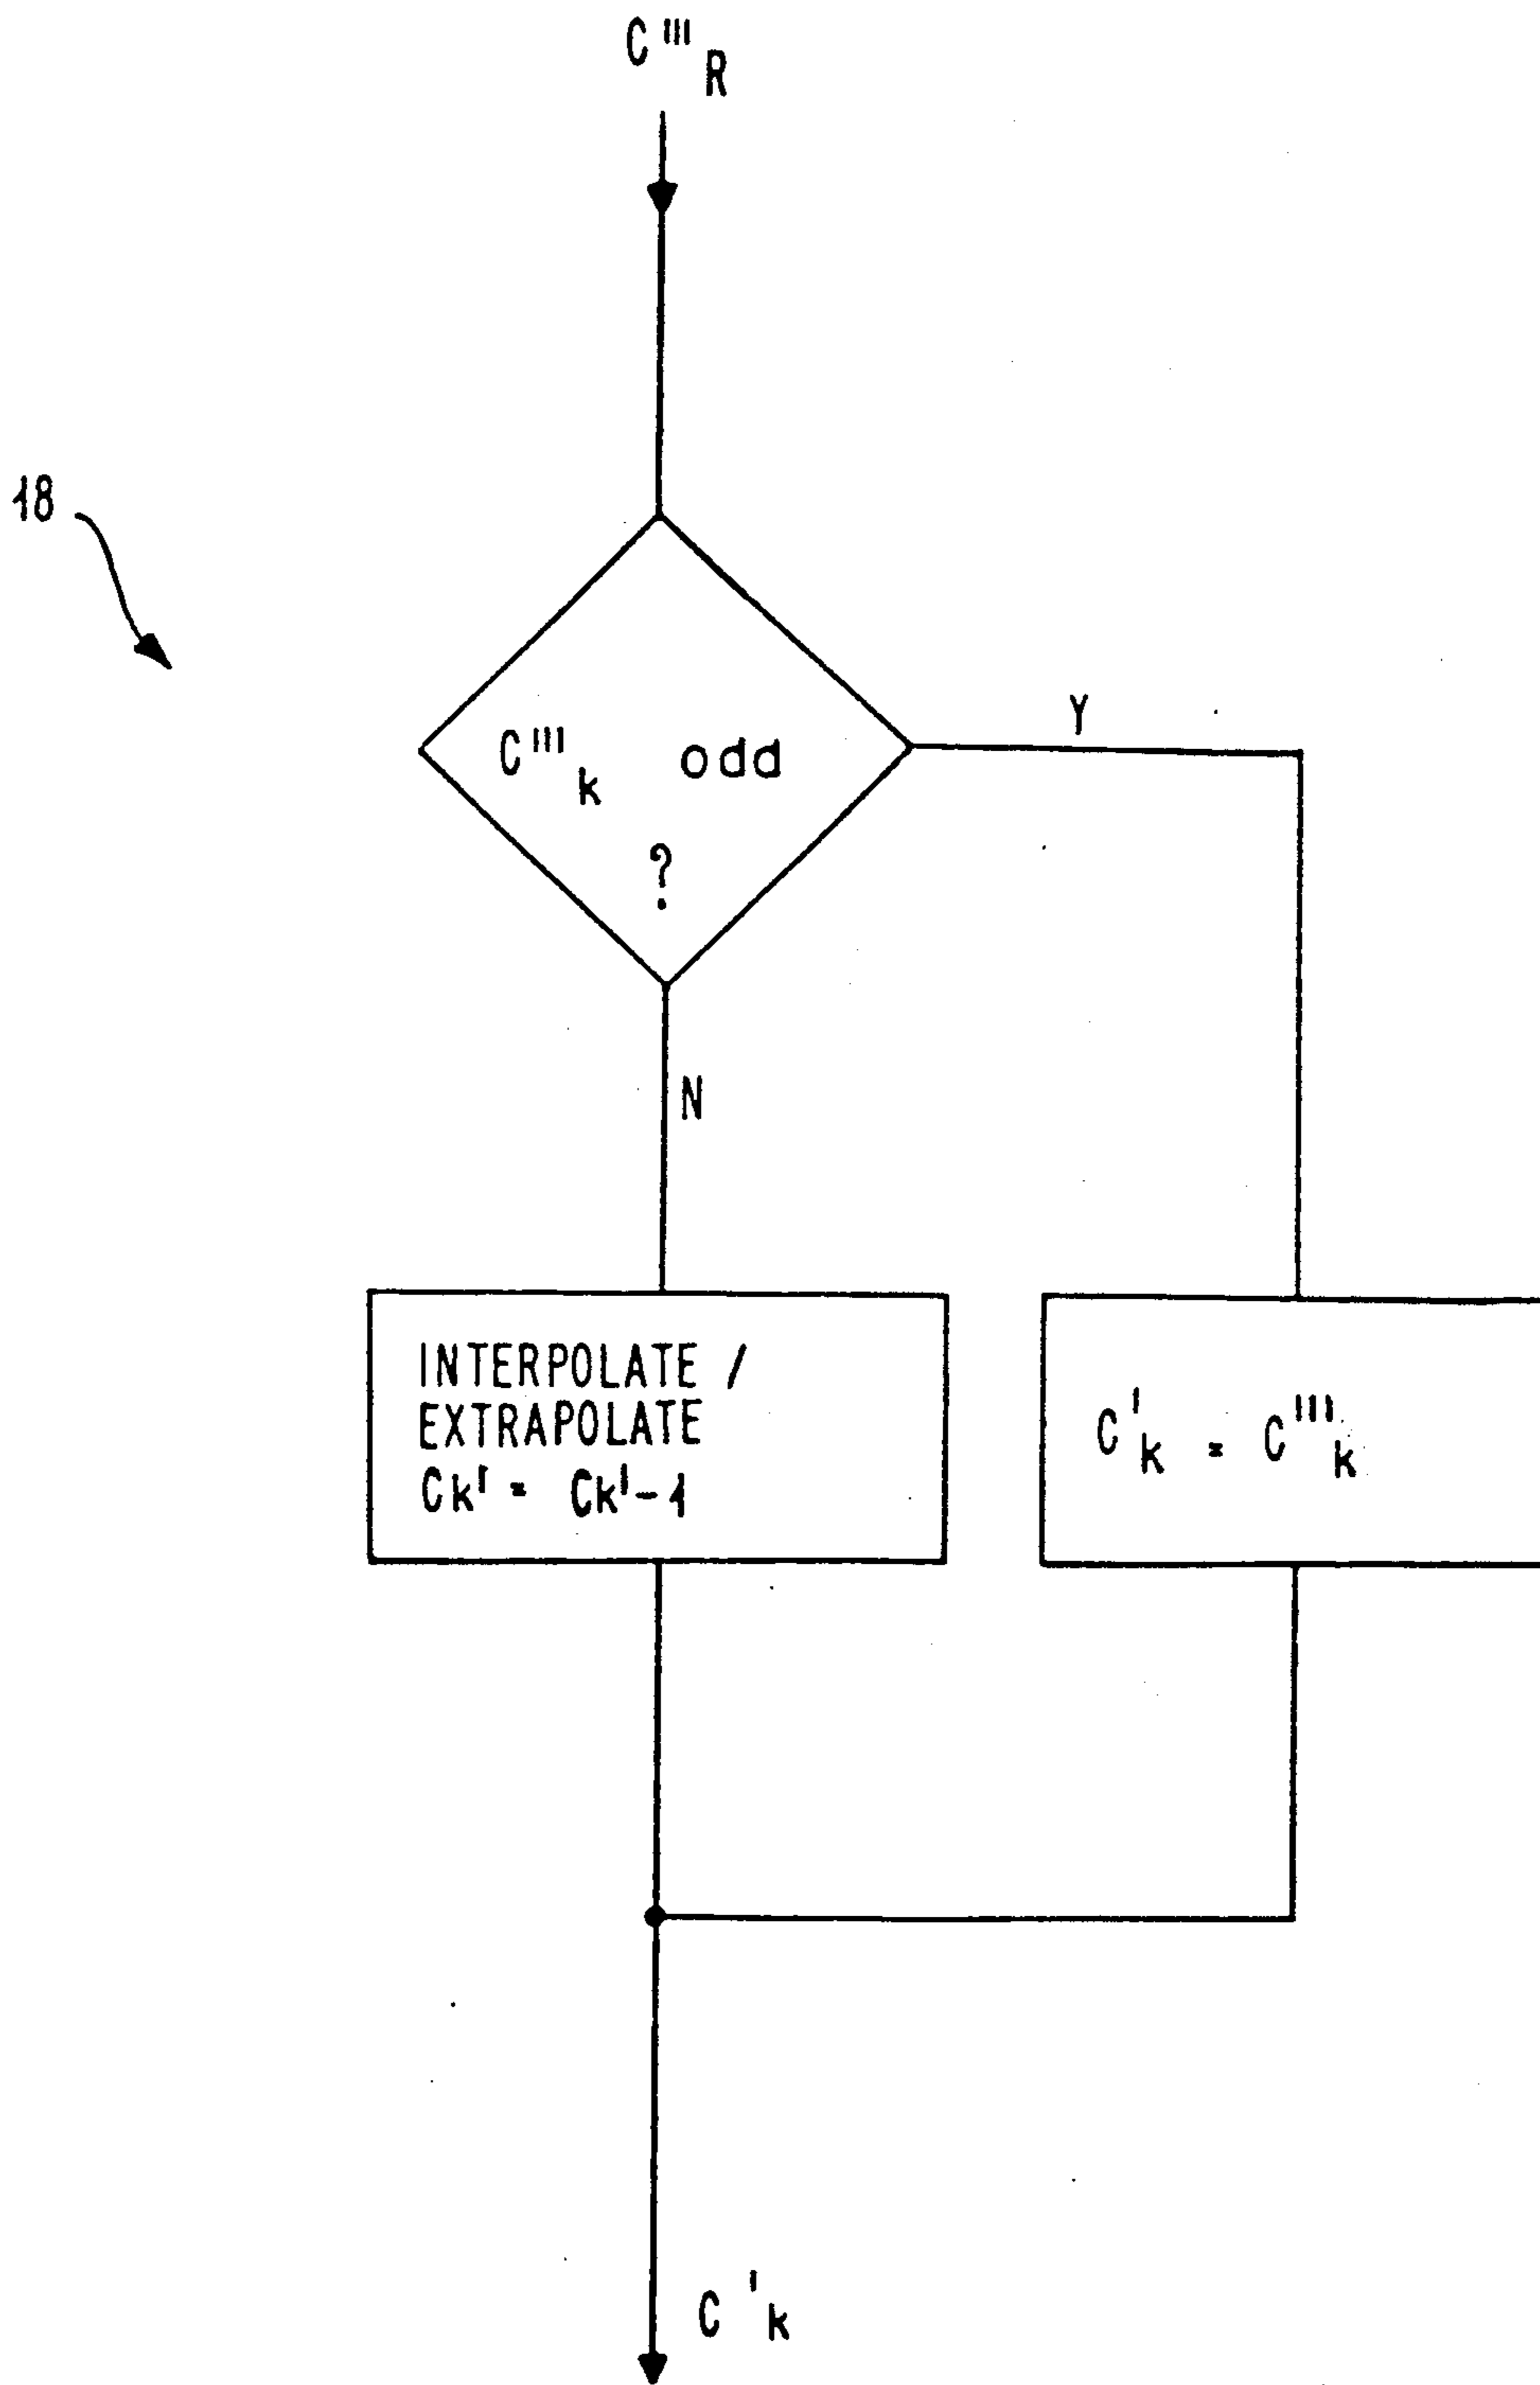 C'''R
18
C'''k odd
?
Y
N
INTERPOLATE /
EXTRAPOLATE
Ck' = Ck'-1
C'k = C'''k
C'k